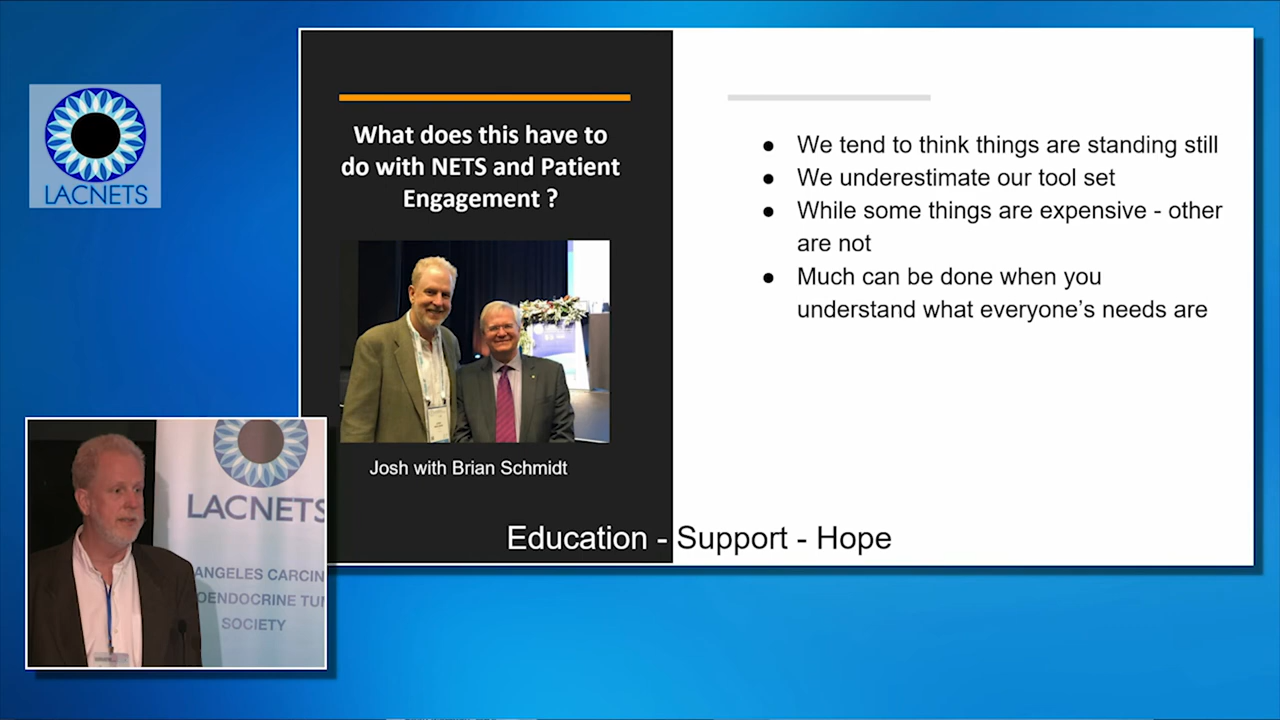 LACNETS
What does this have to
do with NETS and Patient
Engagement ?
Josh with Brian Schmidt
● We tend to think things are standing still
● We underestimate our tool set
● While some things are expensive - other
are not
● Much can be done when you
understand what everyone's needs are
Education - Support - Hope
LACNETS
ANGELES CARCIN
OENDOCRINE TU
SOCIETY